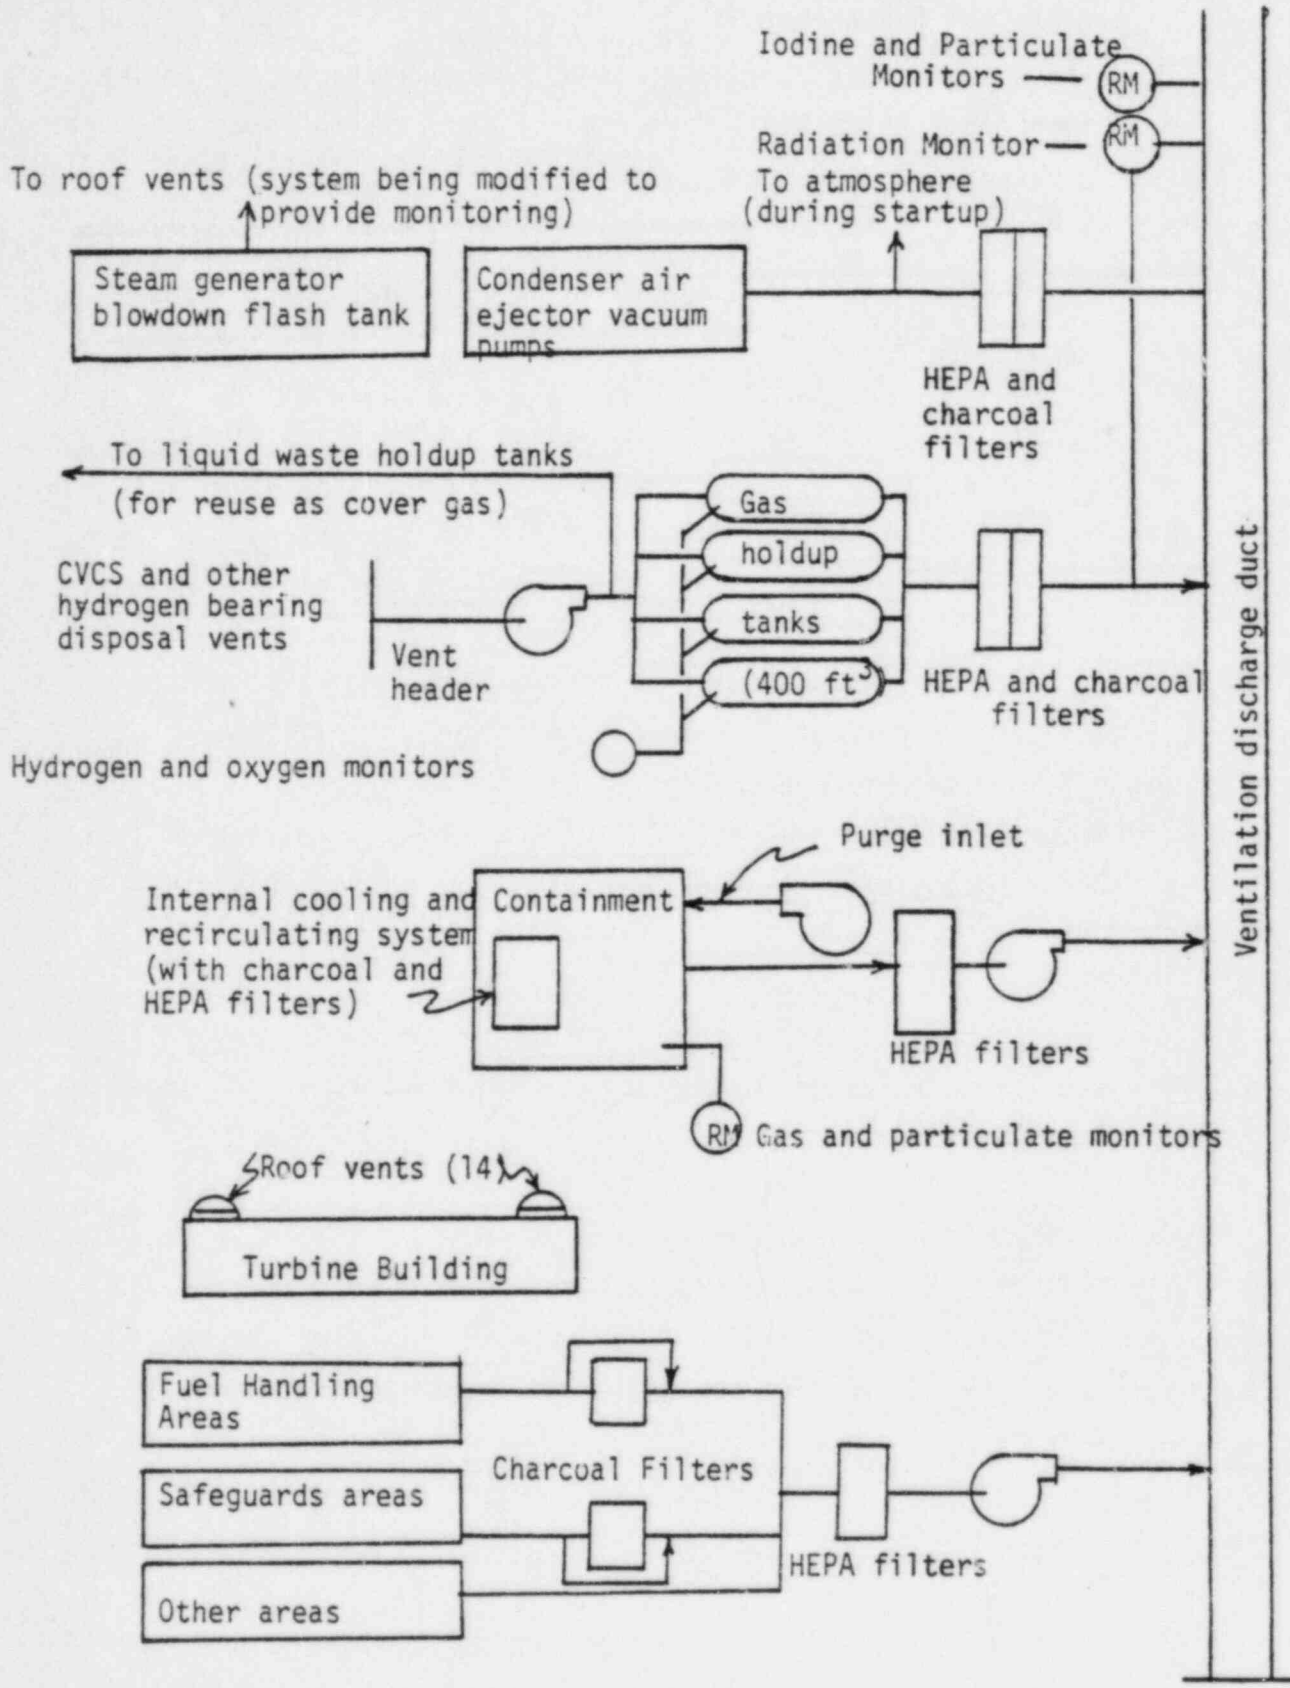 Iodine and Particulate
Monitors
RM
Radiation Monitor
RM
To roof vents (system being modified to
provide monitoring)
To atmosphere
(during startup)
Steam generator
blowdown flash tank
Condenser air
ejector vacuum
pumps
HEPA and
charcoal
filters
To liquid waste holdup tanks
(for reuse as cover gas)
Gas
holdup
tanks
(400 ft³)
CVCS and other
hydrogen bearing
disposal vents
Vent
header
HEPA and charcoal
filters
Hydrogen and oxygen monitors
Ventilation discharge duct
Purge inlet
Internal cooling and
recirculating system
(with charcoal and
HEPA filters)
Containment
HEPA filters
RM
Gas and particulate monitors
Roof vents (14)
Turbine Building
Fuel Handling
Areas
Charcoal Filters
Safeguards areas
HEPA filters
Other areas